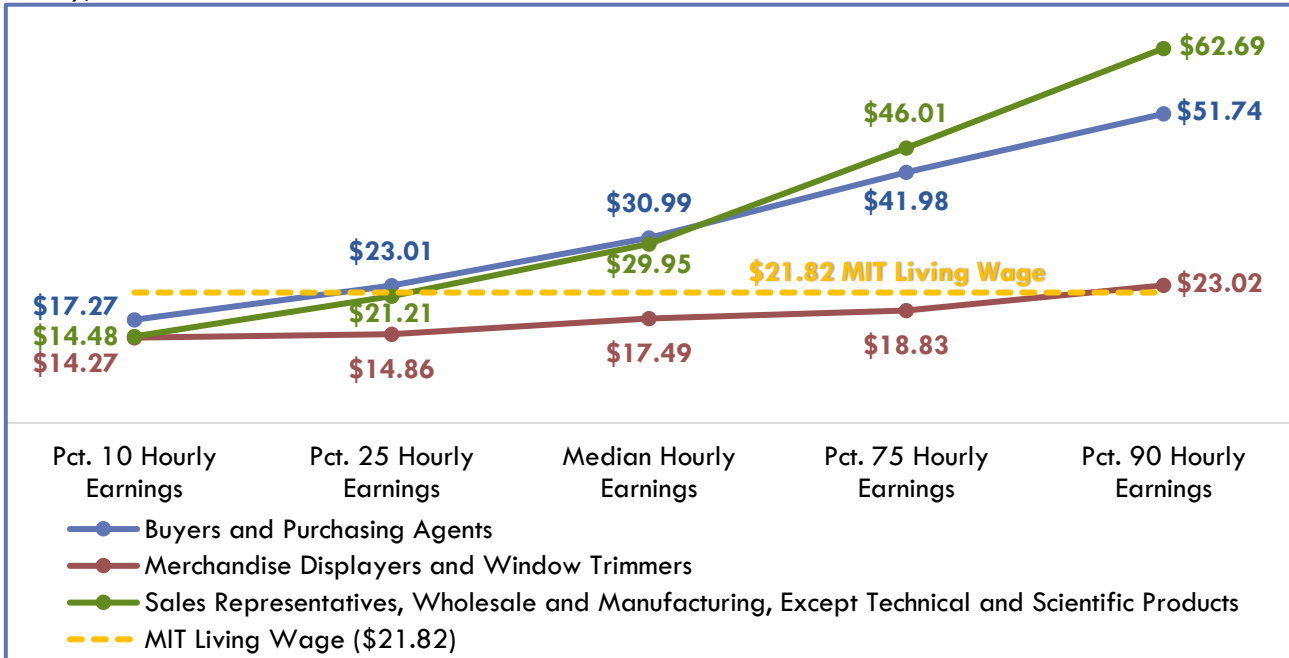 $62.69
$51.74
$46.01
$41.98
$30.99
$29.95
$23.01
$21.82 MIT Living Wage
$23.02
$17.27
$14.48
$14.27
$21.21
$14.86
$17.49
$18.83
Pct. 10 Hourly
Earnings
Pct. 25 Hourly
Earnings
Median Hourly
Earnings
Pct. 75 Hourly
Earnings
Pct. 90 Hourly
Earnings
Buyers and Purchasing Agents
Merchandise Displayers and Window Trimmers
Sales Representatives, Wholesale and Manufacturing, Except Technical and Scientific Products
MIT Living Wage ($21.82)